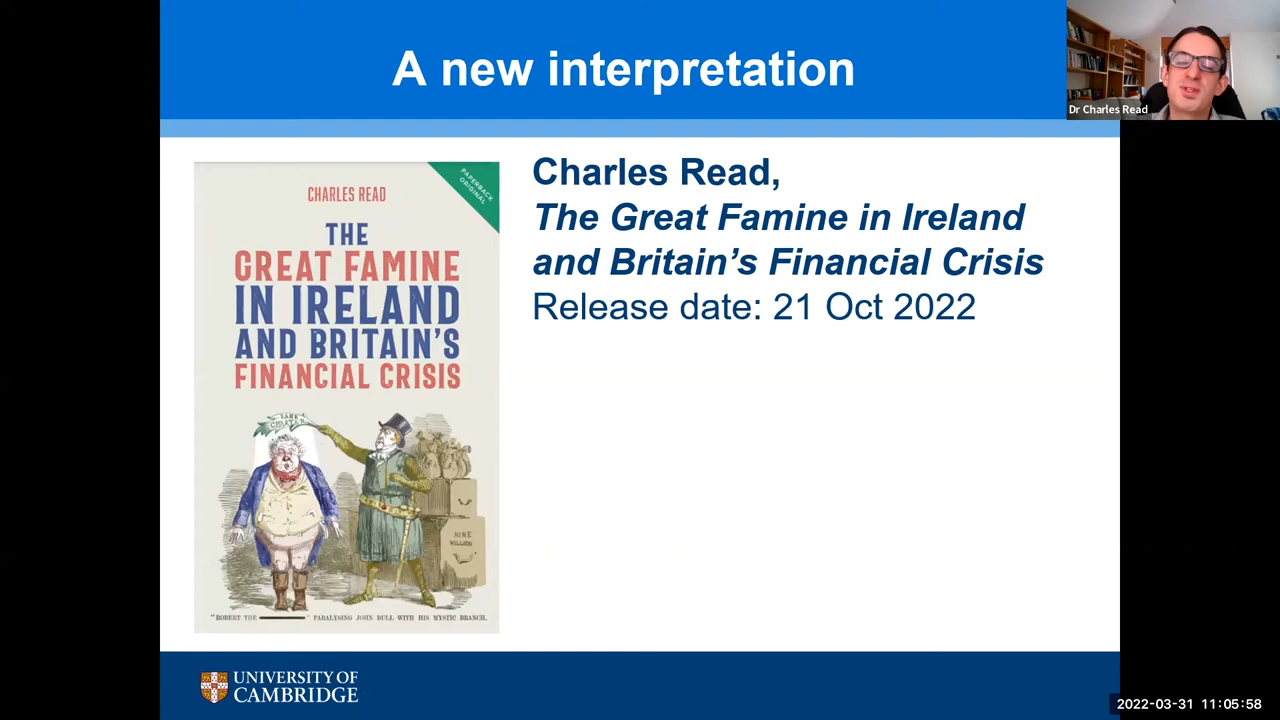 A new interpretation
Dr Charles Read
Charles Read,
The Great Famine in Ireland
and Britain’s Financial Crisis
Release date: 21 Oct 2022
PAPERBACK
ORIGINAL
CHARLES READ
THE
GREAT FAMINE
IN IRELAND
AND BRITAIN’S
FINANCIAL CRISIS
BANK
CHARTER
NINE
MILLION
"ROBERT THE ——— " PARALYSING JOHN BULL WITH HIS MYSTIC BRANCH.
UNIVERSITY OF
CAMBRIDGE
2022-03-31 11:05:58